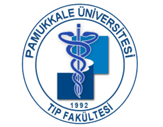 PAMUKKALE ÜNİVERSİTESİ
1992
TIP FAKÜLTESİ